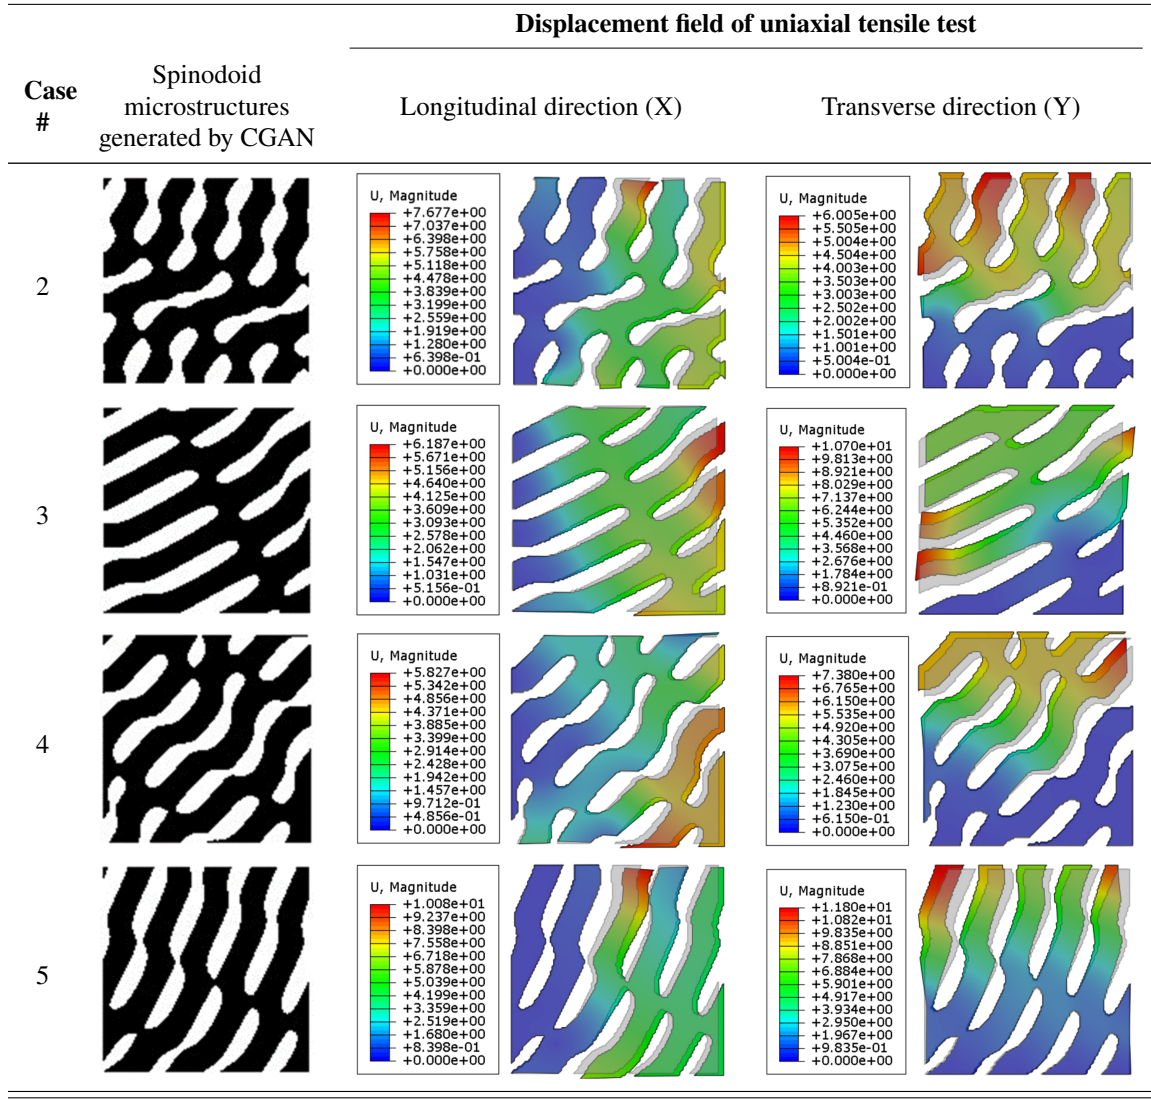 Displacement field of uniaxial tensile test
Case
#
Spinodoid
microstructures
generated by CGAN
Longitudinal direction (X)
Transverse direction (Y)
2
U, Magnitude
+7.677e+00
+7.037e+00
+6.398e+00
+5.758e+00
+5.118e+00
+4.478e+00
+3.839e+00
+3.199e+00
+2.559e+00
+1.919e+00
+1.280e+00
+6.398e-01
+0.000e+00
U, Magnitude
+6.005e+00
+5.505e+00
+5.004e+00
+4.504e+00
+4.003e+00
+3.503e+00
+3.003e+00
+2.502e+00
+2.002e+00
+1.501e+00
+1.001e+00
+5.004e-01
+0.000e+00
3
U, Magnitude
+6.187e+00
+5.671e+00
+5.156e+00
+4.640e+00
+4.125e+00
+3.609e+00
+3.093e+00
+2.578e+00
+2.062e+00
+1.547e+00
+1.031e+00
+5.156e-01
+0.000e+00
U, Magnitude
+1.070e+01
+9.813e+00
+8.921e+00
+8.029e+00
+7.137e+00
+6.244e+00
+5.352e+00
+4.460e+00
+3.568e+00
+2.676e+00
+1.784e+00
+8.921e-01
+0.000e+00
4
U, Magnitude
+5.827e+00
+5.342e+00
+4.856e+00
+4.371e+00
+3.885e+00
+3.399e+00
+2.914e+00
+2.428e+00
+1.942e+00
+1.457e+00
+9.712e-01
+4.856e-01
+0.000e+00
U, Magnitude
+7.380e+00
+6.765e+00
+6.150e+00
+5.535e+00
+4.920e+00
+4.305e+00
+3.690e+00
+3.075e+00
+2.460e+00
+1.845e+00
+1.230e+00
+6.150e-01
+0.000e+00
5
U, Magnitude
+1.008e+01
+9.237e+00
+8.398e+00
+7.558e+00
+6.718e+00
+5.878e+00
+5.039e+00
+4.199e+00
+3.359e+00
+2.519e+00
+1.680e+00
+8.398e-01
+0.000e+00
U, Magnitude
+1.180e+01
+1.082e+01
+9.835e+00
+8.851e+00
+7.868e+00
+6.884e+00
+5.901e+00
+4.917e+00
+3.934e+00
+2.950e+00
+1.967e+00
+9.835e-01
+0.000e+00